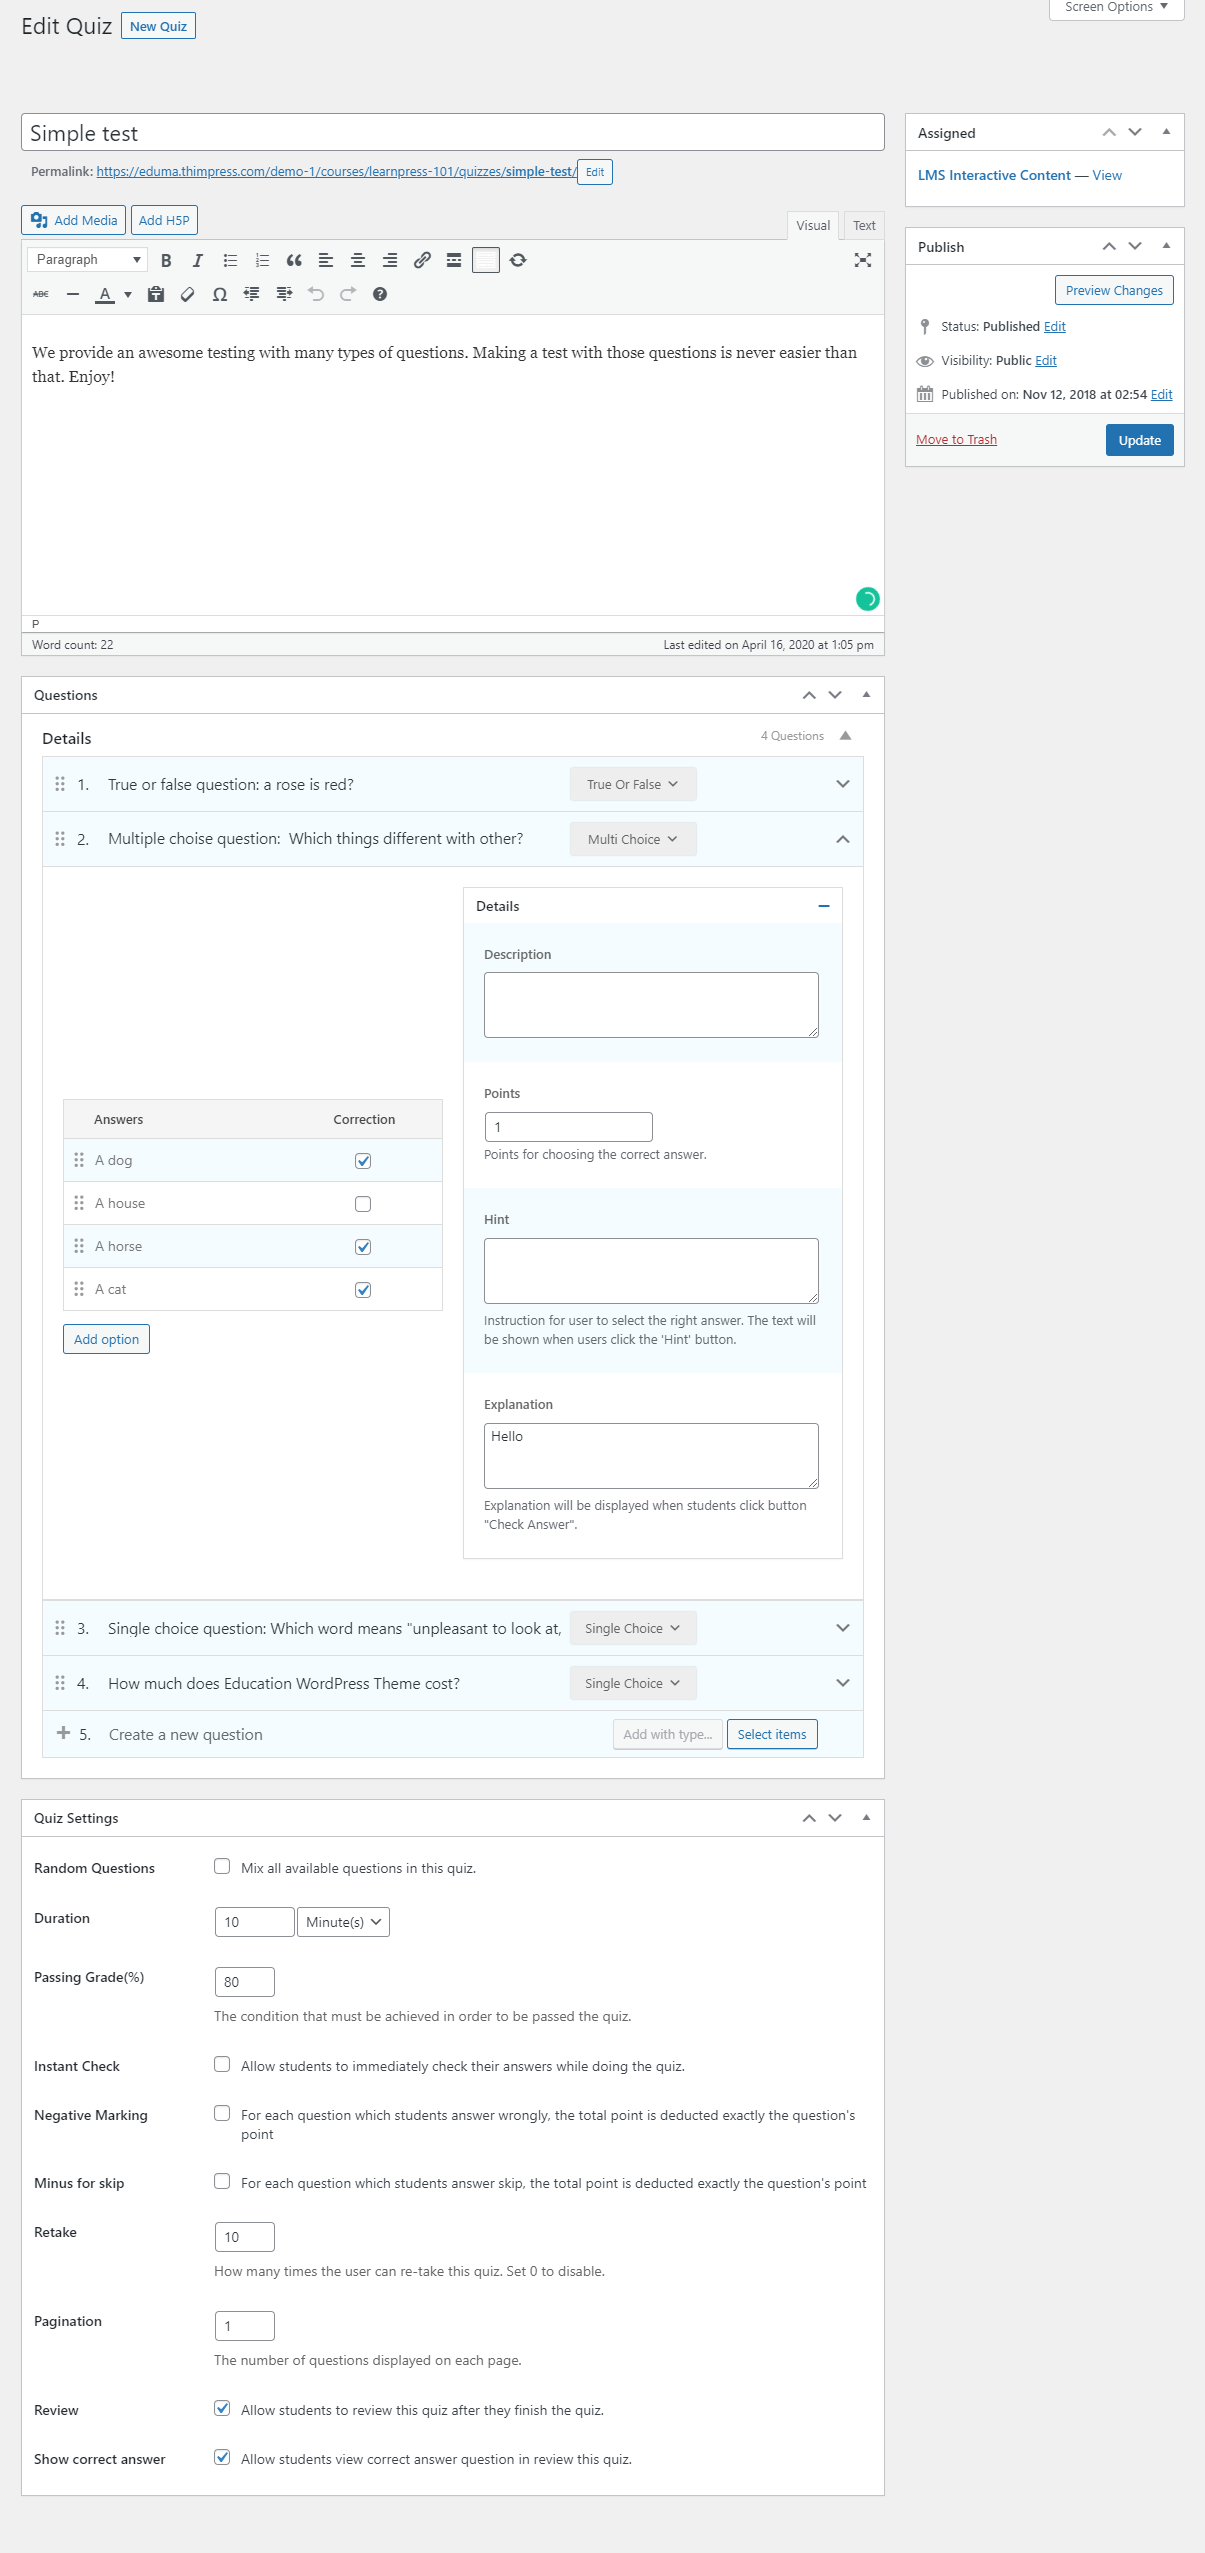 Screen Options
Edit Quiz New Quiz
Simple test
Permalink: https://eduma.thimpress.com/demo-1/courses/learnpress-101/quizzes/simple-test/ Edit
Add Media Add H5P
Visual Text
Paragraph
ABC
We provide an awesome testing with many types of questions. Making a test with those questions is never easier than
that. Enjoy!
P
Word count: 22 Last edited on April 16, 2020 at 1:05 pm
Assigned
LMS Interactive Content — View
Publish
Preview Changes
Status: Published Edit
Visibility: Public Edit
Published on: Nov 12, 2018 at 02:54 Edit
Move to Trash Update
Questions
Details 4 Questions
1. True or false question: a rose is red? True Or False
2. Multiple choise question: Which things different with other? Multi Choice
Answers Correction
A dog
A house
A horse
A cat
Add option
Details
Description
Points
1
Points for choosing the correct answer.
Hint
Instruction for user to select the right answer. The text will
be shown when users click the 'Hint' button.
Explanation
Hello
Explanation will be displayed when students click button
"Check Answer".
3. Single choice question: Which word means "unpleasant to look at, Single Choice
4. How much does Education WordPress Theme cost? Single Choice
5. Create a new question Add with type... Select items
Quiz Settings
Random Questions Mix all available questions in this quiz.
Duration 10 Minute(s)
Passing Grade(%) 80
The condition that must be achieved in order to be passed the quiz.
Instant Check Allow students to immediately check their answers while doing the quiz.
Negative Marking For each question which students answer wrongly, the total point is deducted exactly the question's
point
Minus for skip For each question which students answer skip, the total point is deducted exactly the question's point
Retake 10
How many times the user can re-take this quiz. Set 0 to disable.
Pagination 1
The number of questions displayed on each page.
Review Allow students to review this quiz after they finish the quiz.
Show correct answer Allow students view correct answer question in review this quiz.